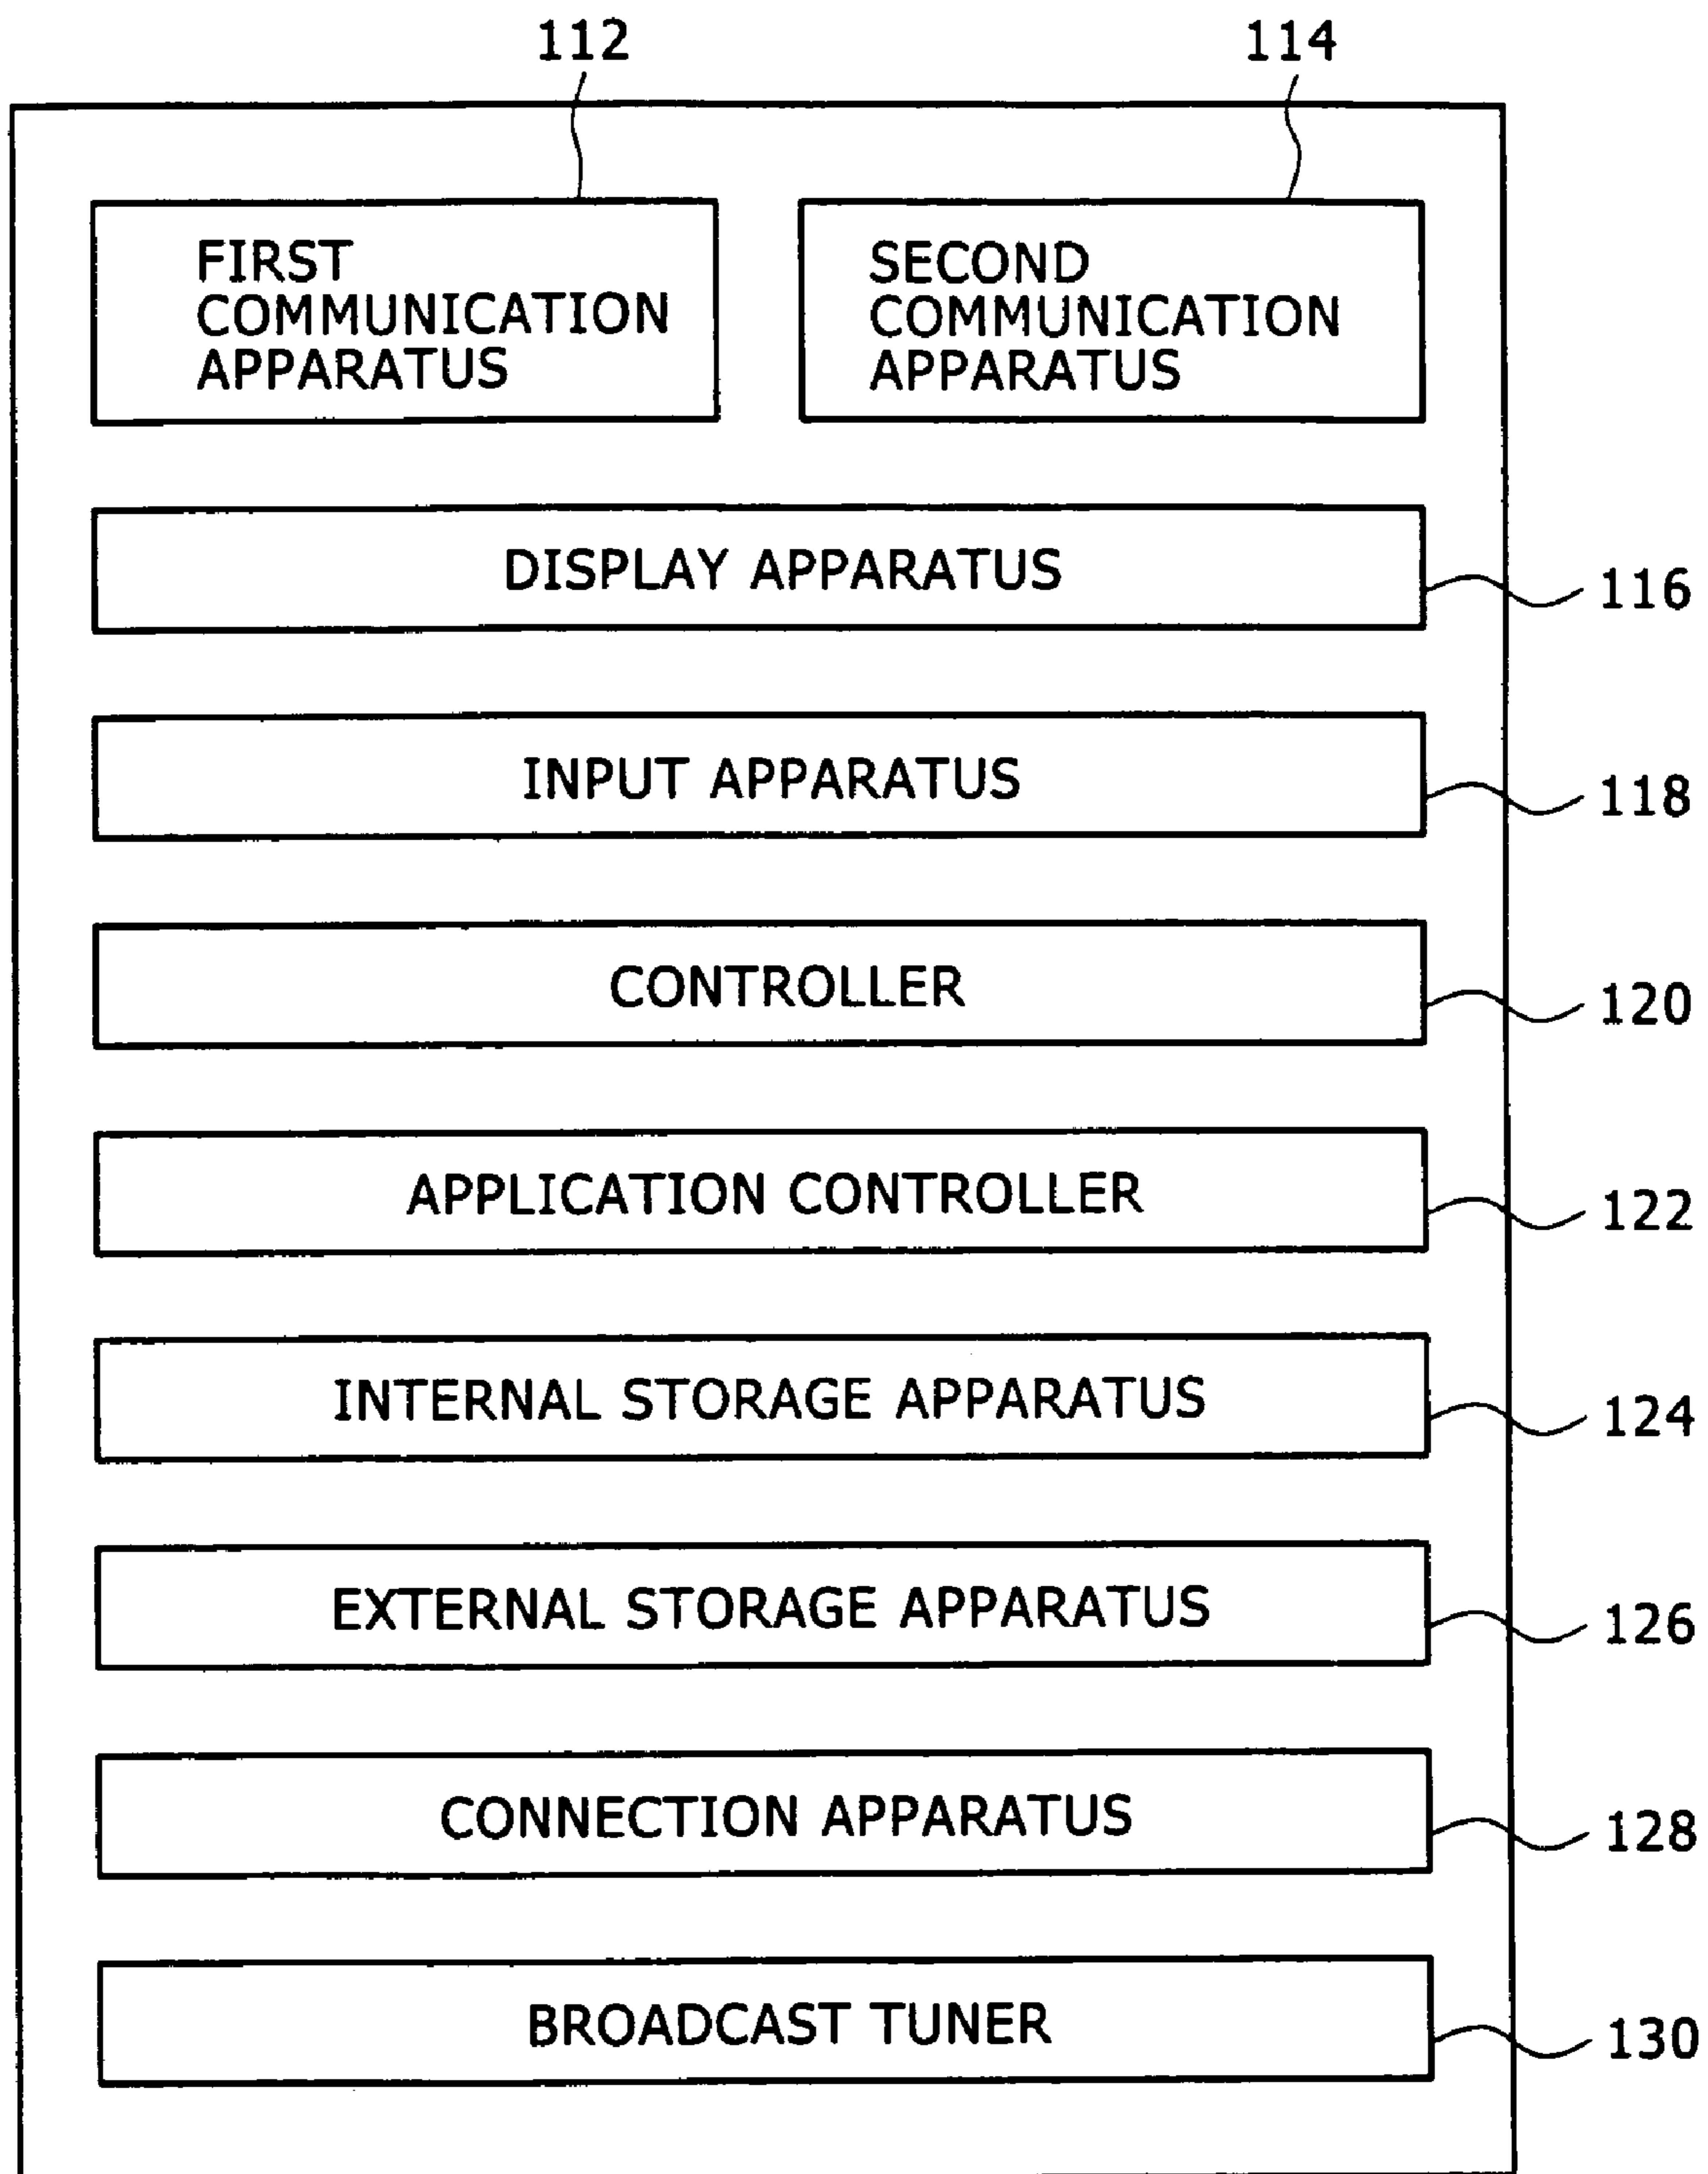 112
114
FIRST
COMMUNICATION
APPARATUS
SECOND
COMMUNICATION
APPARATUS
DISPLAY APPARATUS
116
INPUT APPARATUS
118
CONTROLLER
120
APPLICATION CONTROLLER
122
INTERNAL STORAGE APPARATUS
124
EXTERNAL STORAGE APPARATUS
126
CONNECTION APPARATUS
128
BROADCAST TUNER
130